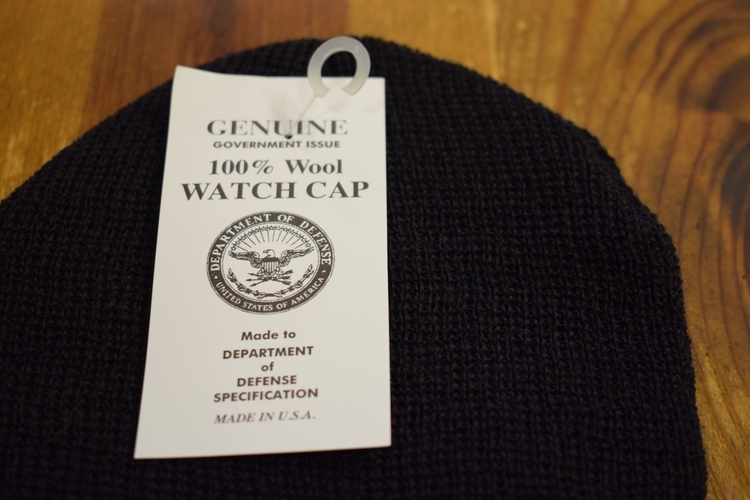 GENUINE
GOVERNMENT ISSUE
100% Wool
WATCH CAP
DEPARTMENT OF DEFENSE
UNITED STATES OF AMERICA
Made to
DEPARTMENT
of
DEFENSE
SPECIFICATION
MADE IN U.S.A.